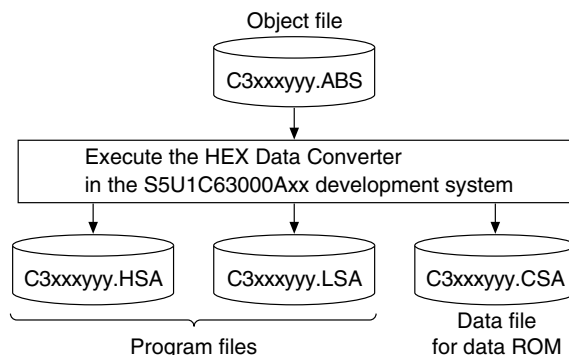 Object file
C3xxxyyy.ABS
Execute the HEX Data Converter
in the S5U1C63000Axx development system
C3xxxyyy.HSA
C3xxxyyy.LSA
C3xxxyyy.CSA
Program files
Data file
for data ROM